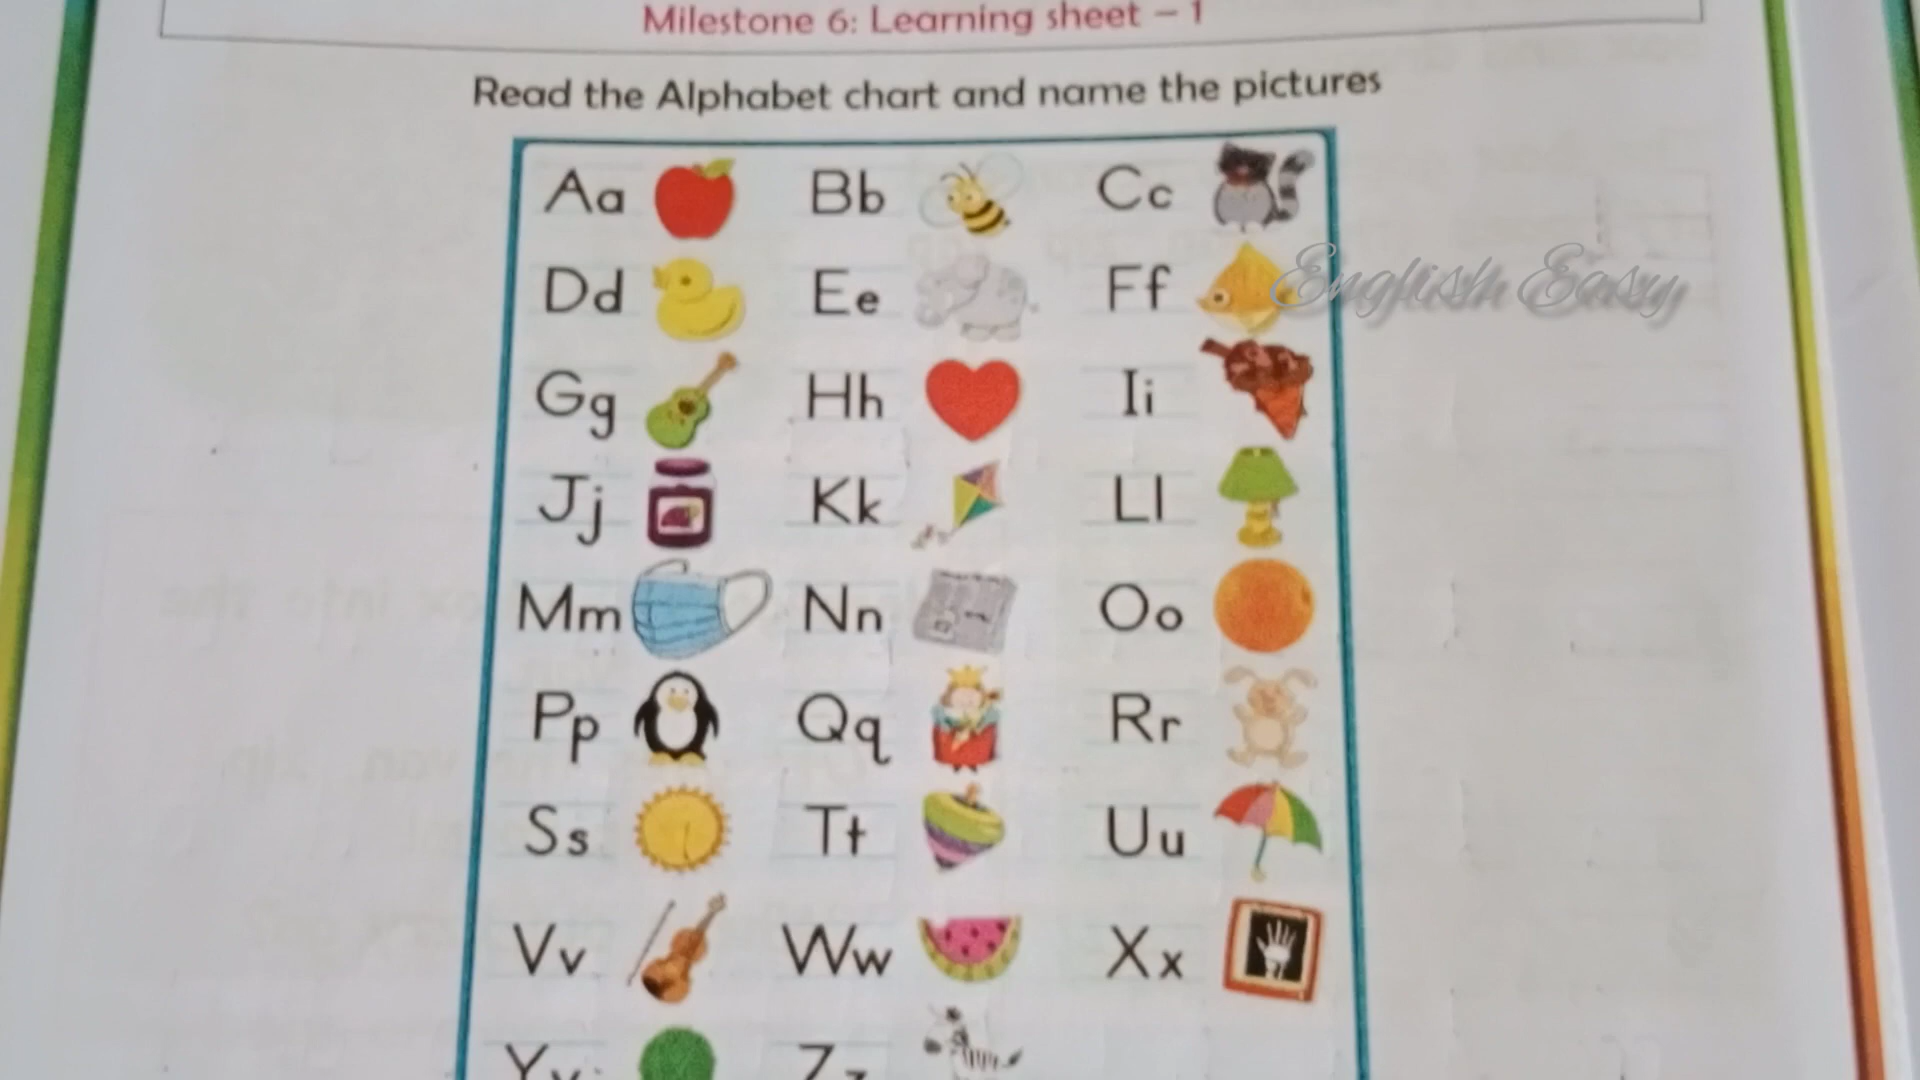 Milestone 6: Learning sheet – 1
Read the Alphabet chart and name the pictures
Aa Bb Cc
Dd Ee Ff
English Easy
Gg Hh Ii
Jj Kk Ll
Mm Nn Oo
Pp Qq Rr
Ss Tt Uu
Vv Ww Xx
Yy Zz